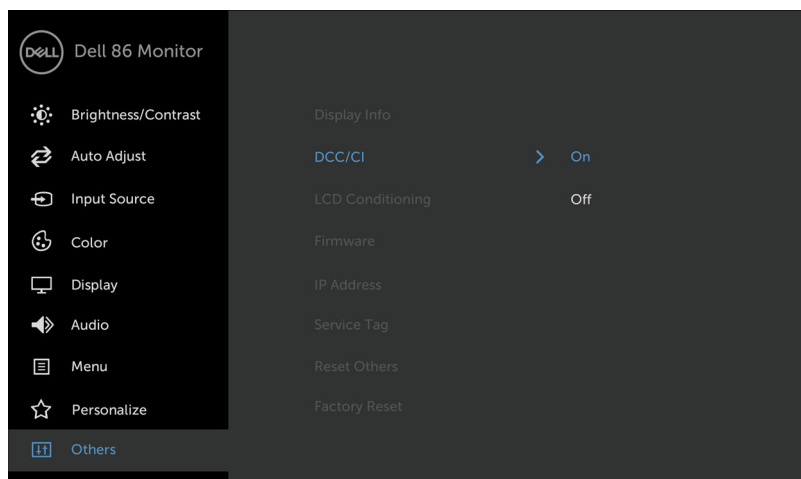 DELL
Dell 86 Monitor
Brightness/Contrast
Auto Adjust
Input Source
Color
Display
Audio
Menu
Personalize
Others
Display Info
DCC/CI
On
LCD Conditioning
Off
Firmware
IP Address
Service Tag
Reset Others
Factory Reset